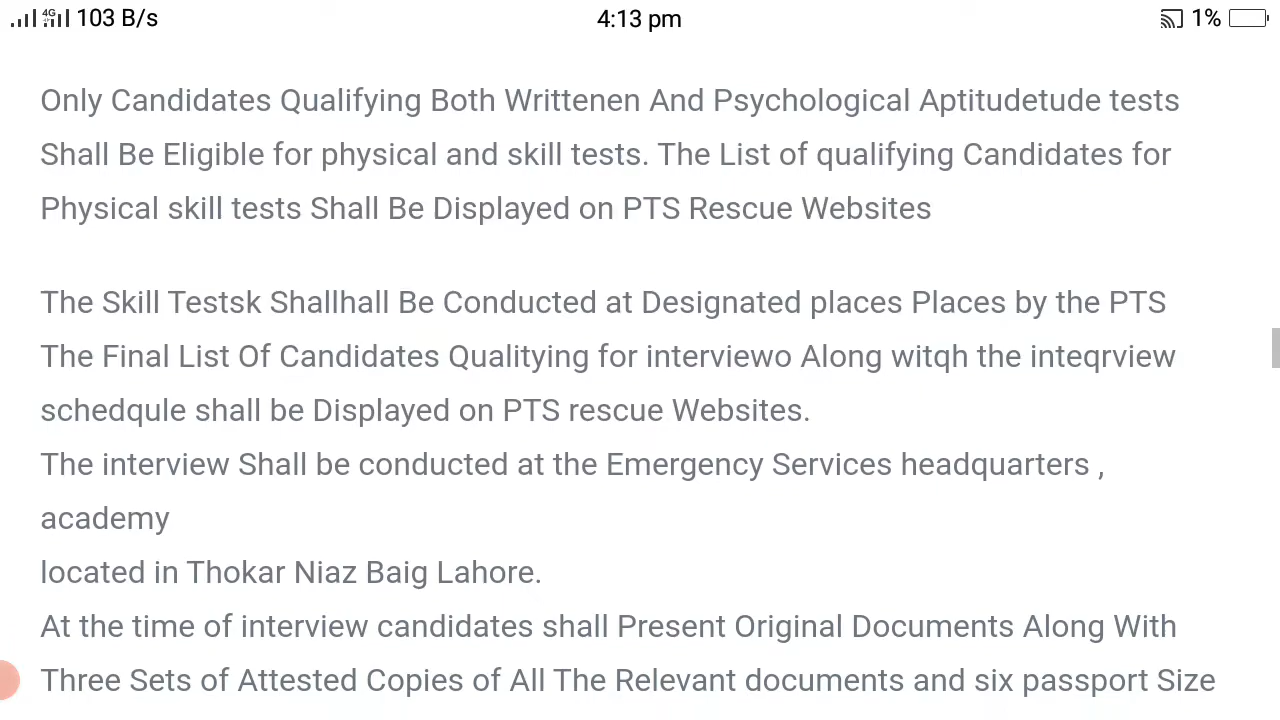 4G 103 B/s 4:13 pm 1%
Only Candidates Qualifying Both Writtenen And Psychological Aptitudetude tests
Shall Be Eligible for physical and skill tests. The List of qualifying Candidates for
Physical skill tests Shall Be Displayed on PTS Rescue Websites
The Skill Testsk Shallhall Be Conducted at Designated places Places by the PTS
The Final List Of Candidates Qualitying for interviewo Along witqh the inteqrview
schedqule shall be Displayed on PTS rescue Websites.
The interview Shall be conducted at the Emergency Services headquarters ,
academy
located in Thokar Niaz Baig Lahore.
At the time of interview candidates shall Present Original Documents Along With
Three Sets of Attested Copies of All The Relevant documents and six passport Size